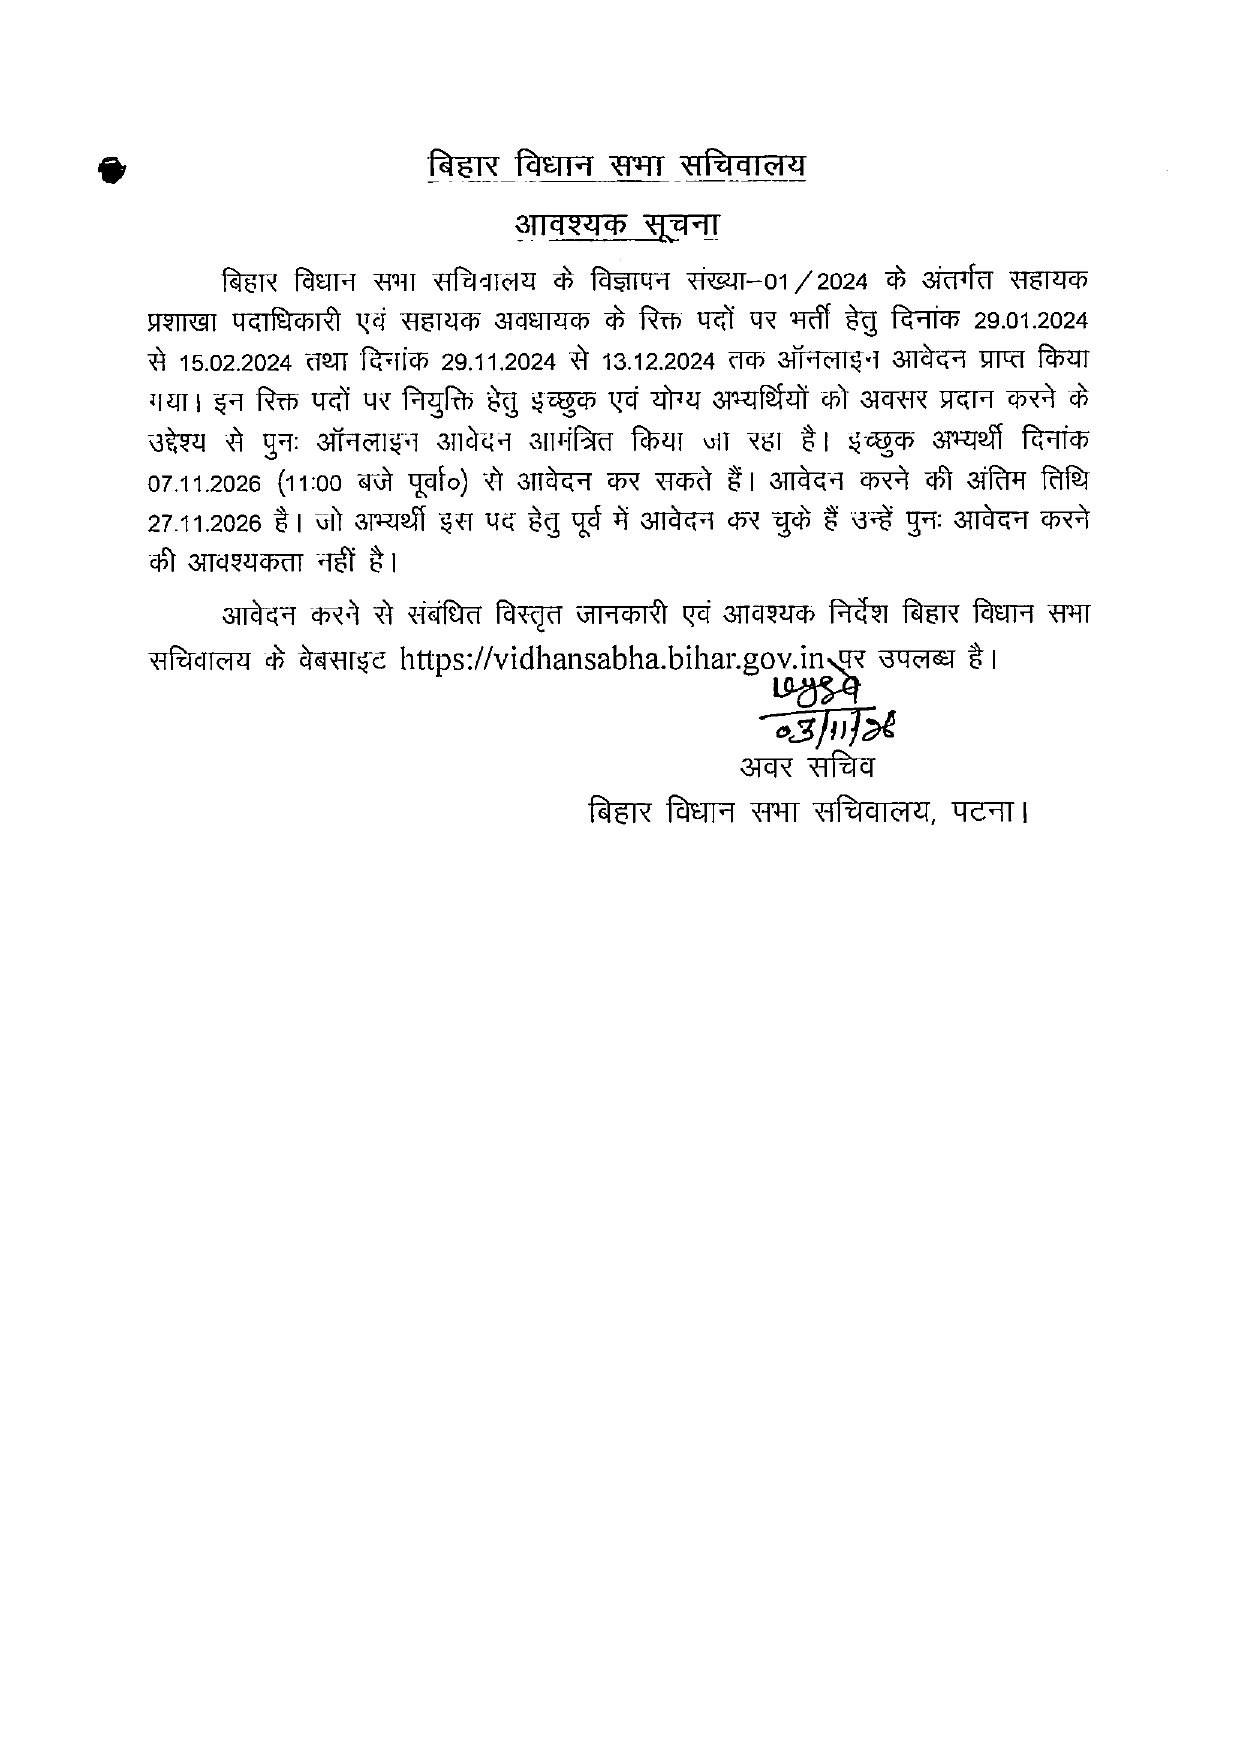 बिहार विधान सभा सचिवालय
आवश्यक सूचना
बिहार विधान सभा सचिवालय के विज्ञापन संख्या–01/2024 के अंतर्गत सहायक
प्रशाखा पदाधिकारी एवं सहायक अवधायक के रिक्त पदों पर भर्ती हेतु दिनांक 29.01.2024
से 15.02.2024 तथा दिनांक 29.11.2024 से 13.12.2024 तक ऑनलाइन आवेदन प्राप्त किया
गया। इन रिक्त पदों पर नियुक्ति हेतु इच्छुक एवं योग्य अभ्यर्थियों को अवसर प्रदान करने के
उद्देश्य से पुनः ऑनलाइन आवेदन आमंत्रित किया जा रहा है। इच्छुक अभ्यर्थी दिनांक
07.11.2026 (11:00 बजे पूर्वा०) से आवेदन कर सकते हैं। आवेदन करने की अंतिम तिथि
27.11.2026 है। जो अभ्यर्थी इस पद हेतु पूर्व में आवेदन कर चुके हैं उन्हें पुनः आवेदन करने
की आवश्यकता नहीं है।
आवेदन करने से संबंधित विस्तृत जानकारी एवं आवश्यक निर्देश बिहार विधान सभा
सचिवालय के वेबसाइट https://vidhansabha.bihar.gov.in पर उपलब्ध है।
03/11/26
अवर सचिव
बिहार विधान सभा सचिवालय, पटना।